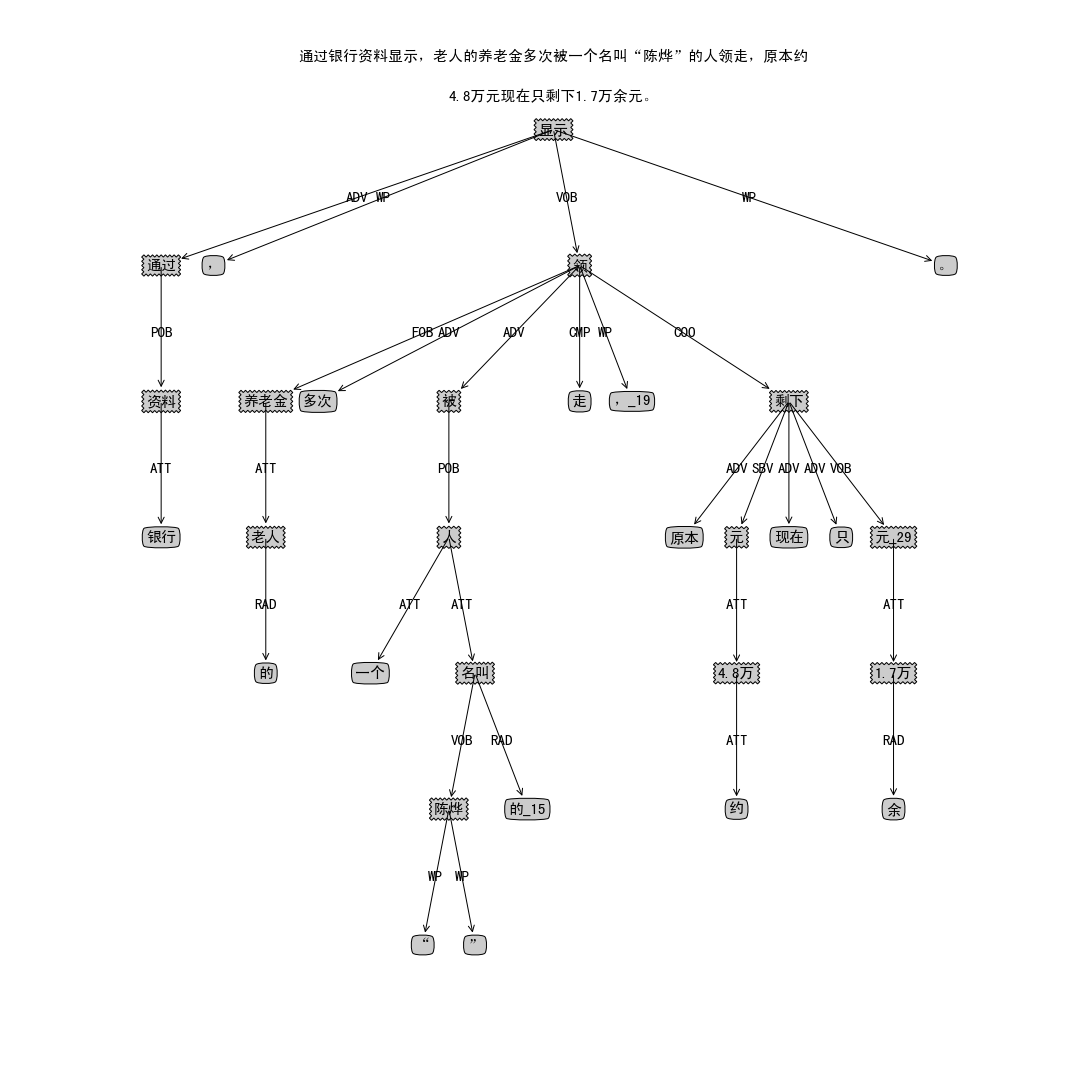 通过银行资料显示，老人的养老金多次被一个名叫“陈烨”的人领走，原本约
4.8万元现在只剩下1.7万余元。
显示
ADV WP VOB WP
通过 ， 领 。
POB FOB ADV ADV CMP WP COO
资料 养老金 多次 被 走 ，_19 剩下
ATT ATT POB ADV SBV ADV ADV VOB
银行 老人 人 原本 元 现在 只 元_29
RAD ATT ATT ATT ATT
的 一个 名叫 4.8万 1.7万
VOB RAD ATT RAD
陈烨 的_15 约 余
WP WP
“ ”